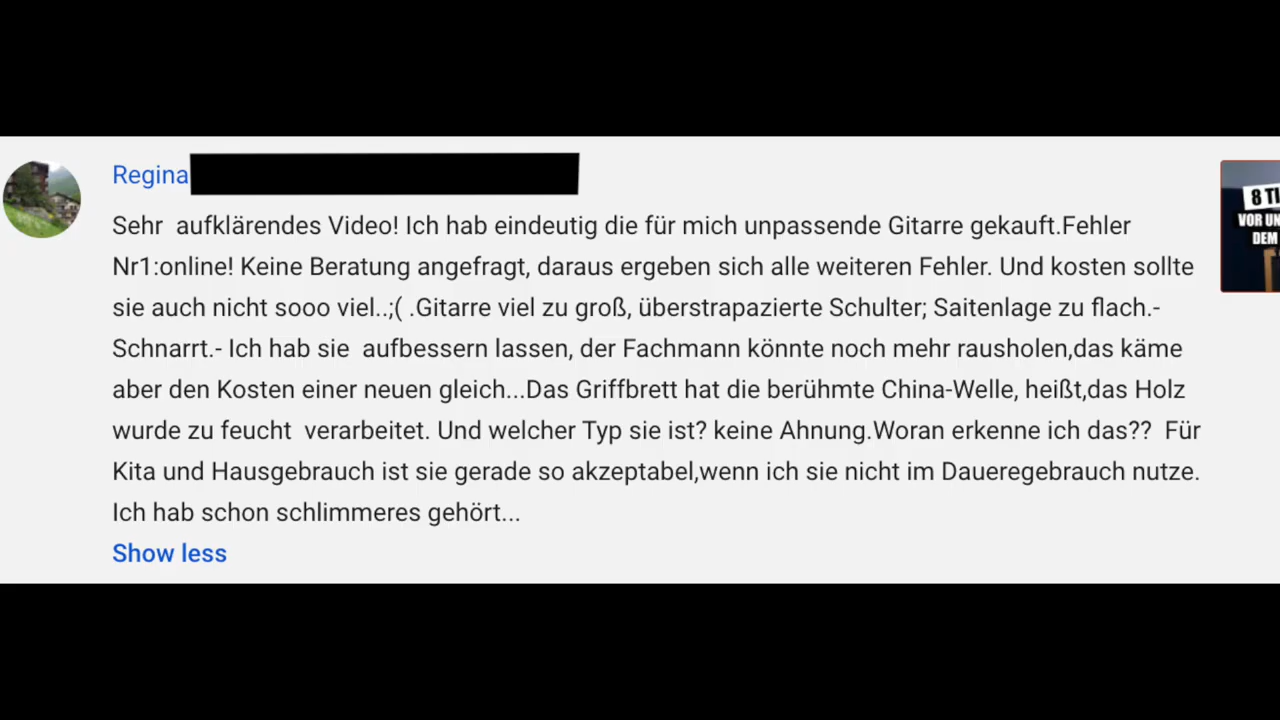 Regina
Sehr  aufklärendes Video! Ich hab eindeutig die für mich unpassende Gitarre gekauft.Fehler
Nr1:online! Keine Beratung angefragt, daraus ergeben sich alle weiteren Fehler. Und kosten sollte
sie auch nicht sooo viel..;( .Gitarre viel zu groß, überstrapazierte Schulter; Saitenlage zu flach.-
Schnarrt.- Ich hab sie  aufbessern lassen, der Fachmann könnte noch mehr rausholen,das käme
aber den Kosten einer neuen gleich...Das Griffbrett hat die berühmte China-Welle, heißt,das Holz
wurde zu feucht  verarbeitet. Und welcher Typ sie ist? keine Ahnung.Woran erkenne ich das??  Für
Kita und Hausgebrauch ist sie gerade so akzeptabel,wenn ich sie nicht im Daueregebrauch nutze.
Ich hab schon schlimmeres gehört...
Show less
8 TI
VOR UN
DEM